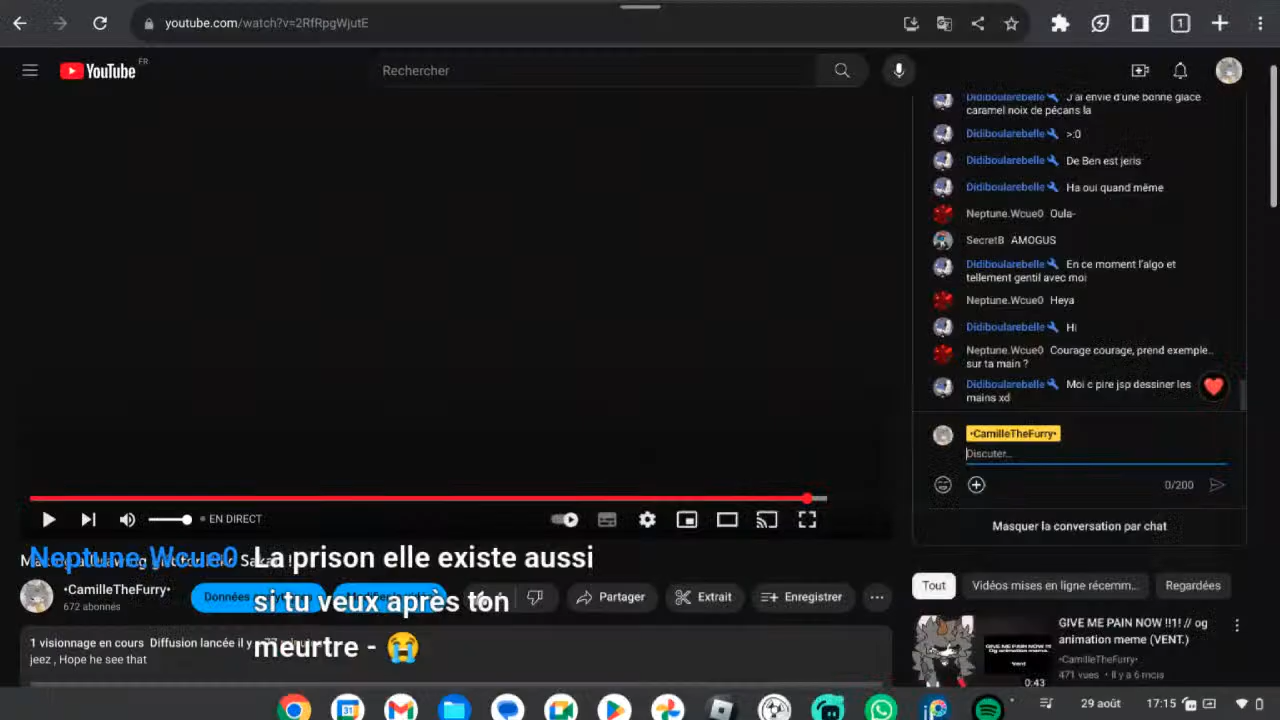 youtube.com/watch?v=2RfRpgWjutE
1
YouTube
FR
Rechercher
Didiboularebelle J'ai envie d'une bonne glace
caramel noix de pécans la
Didiboularebelle >:0
Didiboularebelle De Ben est jeris
Didiboularebelle Ha oui quand même
Neptune.Wcue0 Oula-
SecretB AMOGUS
Didiboularebelle En ce moment l'algo et
tellement gentil avec moi
Neptune.Wcue0 Heya
Didiboularebelle Hi
Neptune.Wcue0 Courage courage, prend exemple..
sur ta main ?
Didiboularebelle Moi c pire jsp dessiner les
mains xd
•CamilleTheFurry•
Discuter...
0/200
Masquer la conversation par chat
EN DIRECT
Neptune.Wcue0 La prison elle existe aussi
si tu veux après ton
meurtre - 😭
•CamilleTheFurry•
672 abonnés
Partager
Extrait
Enregistrer
1 visionnage en cours Diffusion lancée il y
jeez , Hope he see that
Tout
Vidéos mises en ligne récemm...
Regardées
GIVE ME PAIN NOW !!1! // og
animation meme (VENT.)
•CamilleTheFurry•
471 vues • Il y a 6 mois
0:43
31
29 août
17:15